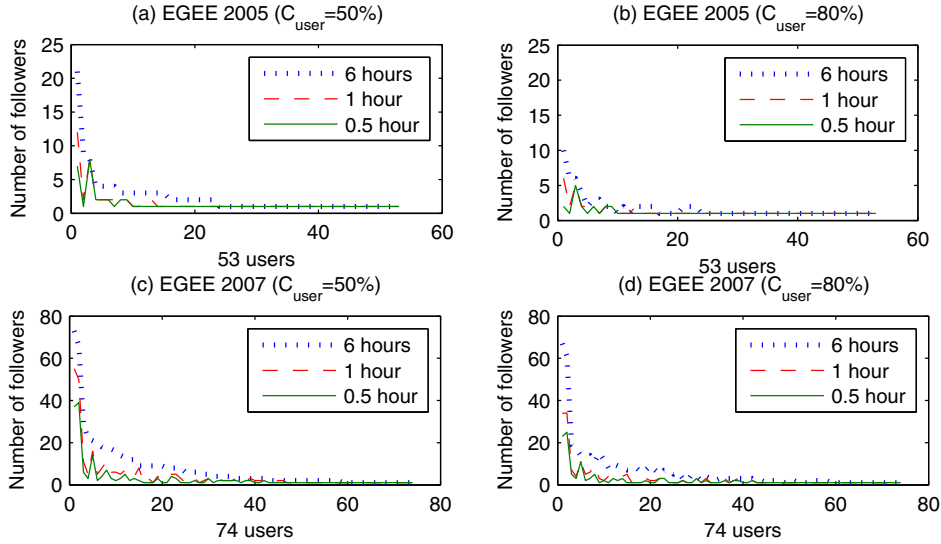 (a) EGEE 2005 (C_user=50%)
Number of followers
25
20
15
10
5
0
6 hours
1 hour
0.5 hour
0 20 40 60
53 users
(b) EGEE 2005 (C_user=80%)
Number of followers
25
20
15
10
5
0
6 hours
1 hour
0.5 hour
0 20 40 60
53 users
(c) EGEE 2007 (C_user=50%)
Number of followers
80
60
40
20
0
6 hours
1 hour
0.5 hour
0 20 40 60 80
74 users
(d) EGEE 2007 (C_user=80%)
Number of followers
80
60
40
20
0
6 hours
1 hour
0.5 hour
0 20 40 60 80
74 users